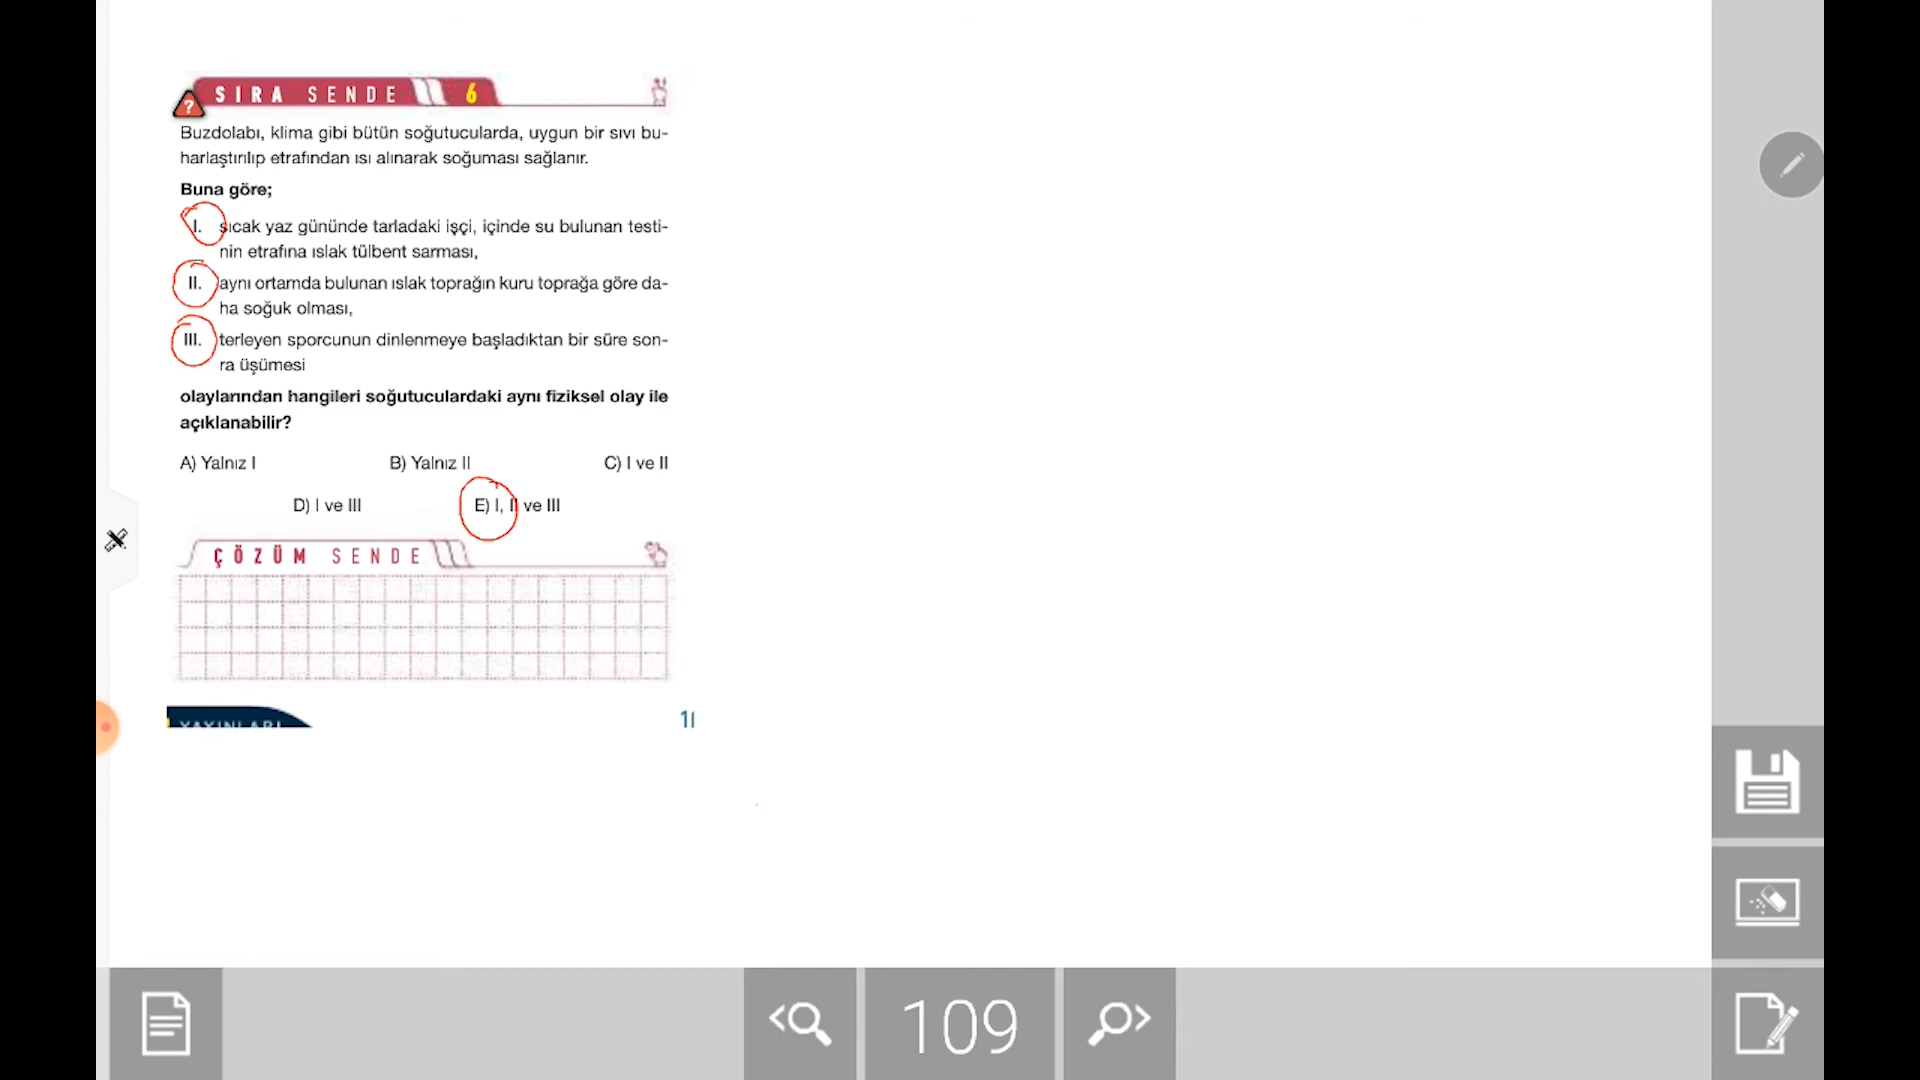 SIRA SENDE 6
Buzdolabı, klima gibi bütün soğutucularda, uygun bir sıvı bu-
harlaştırılıp etrafından ısı alınarak soğuması sağlanır.
Buna göre;
I. sıcak yaz gününde tarladaki işçi, içinde su bulunan testi-
nin etrafına ıslak tülbent sarması,
II. aynı ortamda bulunan ıslak toprağın kuru toprağa göre da-
ha soğuk olması,
III. terleyen sporcunun dinlenmeye başladıktan bir süre son-
ra üşümesi
olaylarından hangileri soğutuculardaki aynı fiziksel olay ile
açıklanabilir?
A) Yalnız I B) Yalnız II C) I ve II
D) I ve III E) I, II ve III
ÇÖZÜM SENDE
YAYINLARI
109